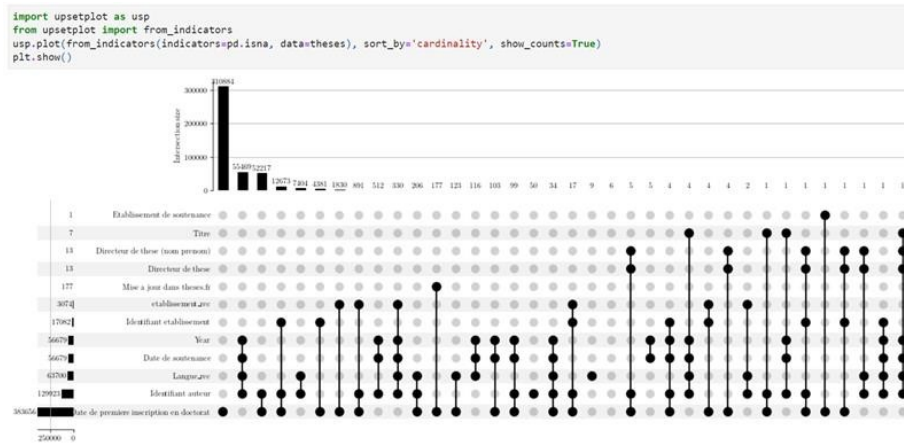 import upsetplot as usp
from upsetplot import from_indicators
usp.plot(from_indicators(indicators=pd.isna, data=theses), sort_by='cardinality', show_counts=True)
plt.show()
310884
300000
200000
100000
0
Intersection size
55469 52217 12673 7404 4381 1830 891 512 330 206 177 123 116 103 99 50 34 17 9 6 5 5 4 4 4 2 1 1 1 1 1 1 1 1
1 Etablissement de soutenance
7 Titre
13 Directeur de these (nom prenom)
13 Directeur de these
177 Mise a jour dans theses.fr
3074 etablissement_rec
17082 Identifiant etablissement
56679 Year
56679 Date de soutenance
63700 Langue_rec
129923 Identifiant auteur
383656 Date de premiere inscription en doctorat
250000 0